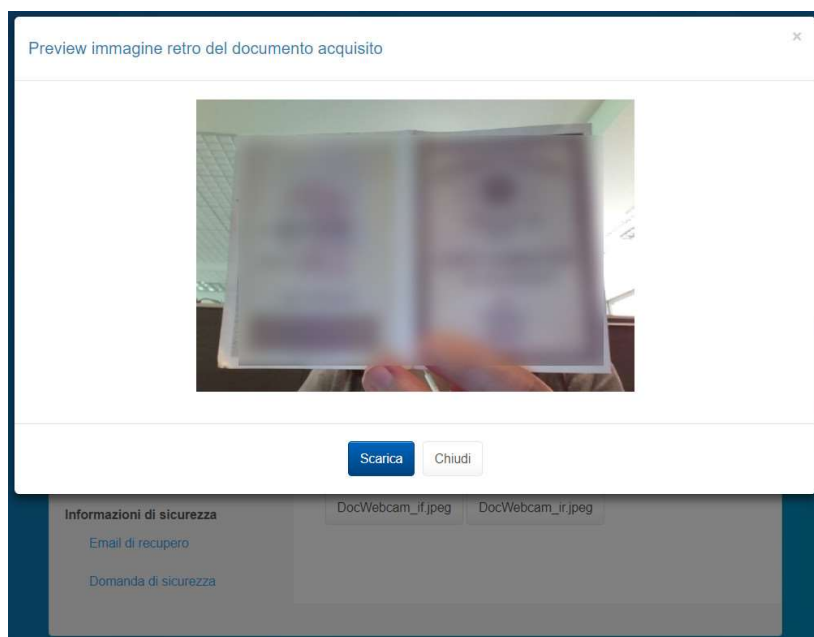 Preview immagine retro del documento acquisito
×
Scarica
Chiudi
Informazioni di sicurezza
DocWebcam_if.jpeg
DocWebcam_ir.jpeg
Email di recupero
Domanda di sicurezza